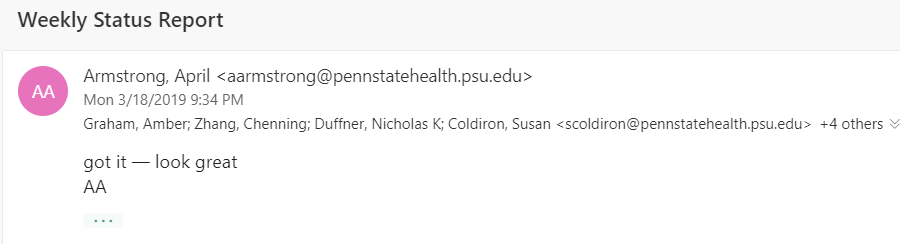 Weekly Status Report
AA
Armstrong, April <aarmstrong@pennstatehealth.psu.edu>
Mon 3/18/2019 9:34 PM
Graham, Amber; Zhang, Chenning; Duffner, Nicholas K; Coldiron, Susan <scoldiron@pennstatehealth.psu.edu> +4 others
got it — look great
AA
...